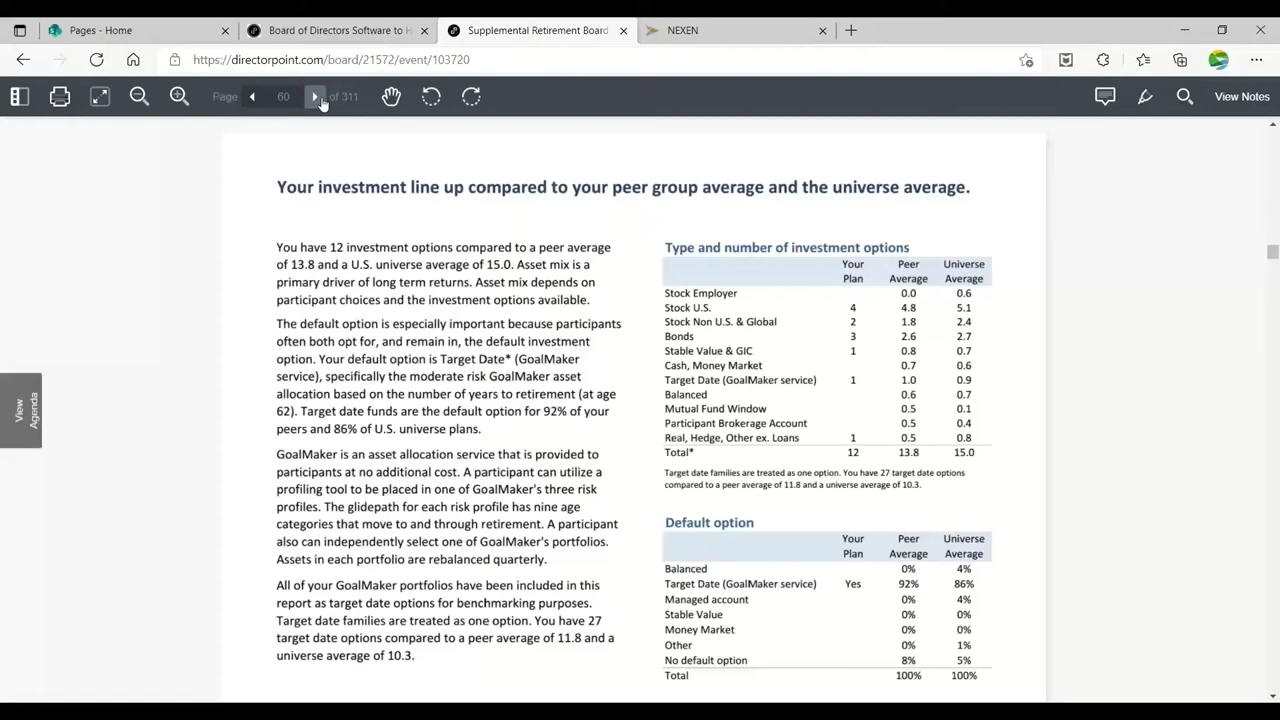 Pages - Home
Board of Directors Software to H
Supplemental Retirement Board
NEXEN
https://directorpoint.com/board/21572/event/103720
Page 60 of 311
View Notes
View Agenda
Your investment line up compared to your peer group average and the universe average.
You have 12 investment options compared to a peer average
of 13.8 and a U.S. universe average of 15.0. Asset mix is a
primary driver of long term returns. Asset mix depends on
participant choices and the investment options available.
The default option is especially important because participants
often both opt for, and remain in, the default investment
option. Your default option is Target Date* (GoalMaker
service), specifically the moderate risk GoalMaker asset
allocation based on the number of years to retirement (at age
62). Target date funds are the default option for 92% of your
peers and 86% of U.S. universe plans.
GoalMaker is an asset allocation service that is provided to
participants at no additional cost. A participant can utilize a
profiling tool to be placed in one of GoalMaker's three risk
profiles. The glidepath for each risk profile has nine age
categories that move to and through retirement. A participant
also can independently select one of GoalMaker's portfolios.
Assets in each portfolio are rebalanced quarterly.
All of your GoalMaker portfolios have been included in this
report as target date options for benchmarking purposes.
Target date families are treated as one option. You have 27
target date options compared to a peer average of 11.8 and a
universe average of 10.3.
Type and number of investment options
Your Peer Universe
Plan Average Average
Stock Employer 0.0 0.6
Stock U.S. 4 4.8 5.1
Stock Non U.S. & Global 2 1.8 2.4
Bonds 3 2.6 2.7
Stable Value & GIC 1 0.8 0.7
Cash, Money Market 0.7 0.6
Target Date (GoalMaker service) 1 1.0 0.9
Balanced 0.6 0.7
Mutual Fund Window 0.5 0.1
Participant Brokerage Account 0.5 0.4
Real, Hedge, Other ex. Loans 1 0.5 0.8
Total* 12 13.8 15.0
Target date families are treated as one option. You have 27 target date options
compared to a peer average of 11.8 and a universe average of 10.3.
Default option
Your Peer Universe
Plan Average Average
Balanced 0% 4%
Target Date (GoalMaker service) Yes 92% 86%
Managed account 0% 4%
Stable Value 0% 0%
Money Market 0% 0%
Other 0% 1%
No default option 8% 5%
Total 100% 100%